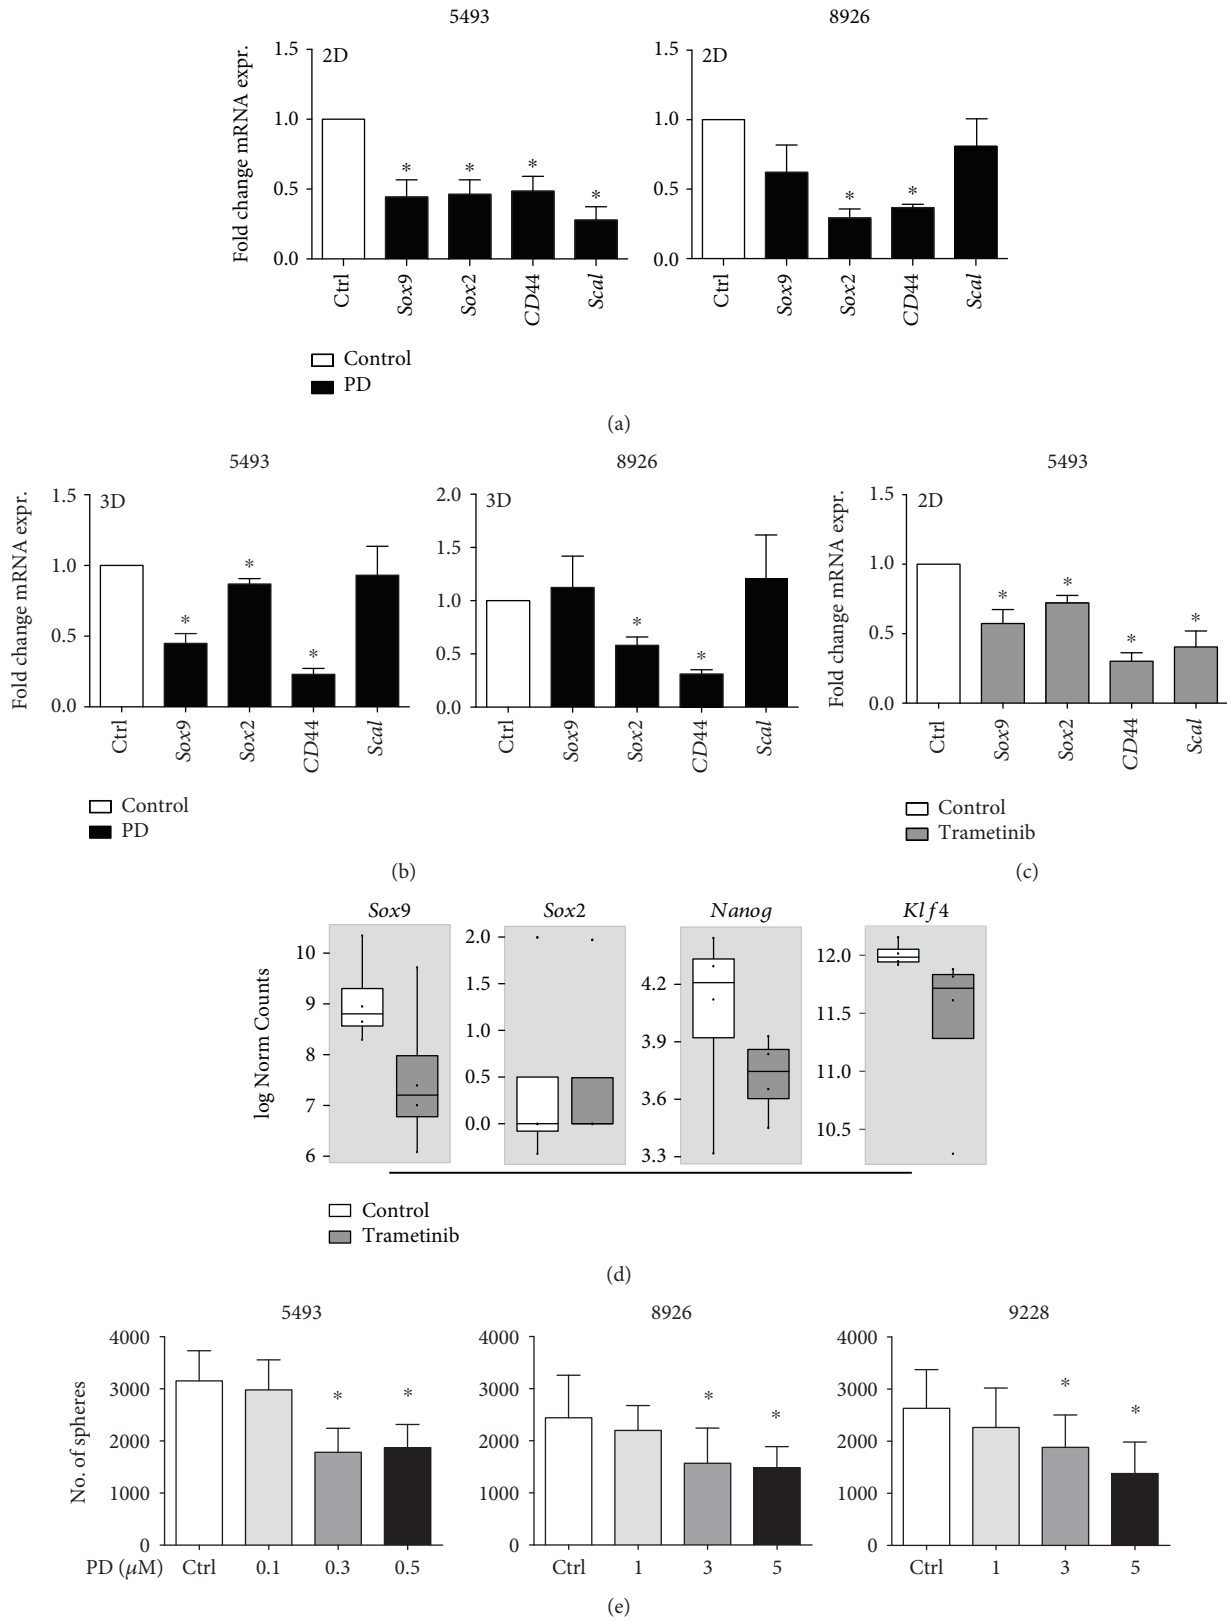 5493 8926
Fold change mRNA expr.
1.5 1.0 0.5 0.0
2D
Ctrl Sox9 Sox2 CD44 Scal
1.5 1.0 0.5 0.0
2D
Ctrl Sox9 Sox2 CD44 Scal
Control
PD
(a)
5493 8926 5493
Fold change mRNA expr.
1.5 1.0 0.5 0.0
3D
* * *
Ctrl Sox9 Sox2 CD44 Scal
2.0 1.5 1.0 0.5 0.0
3D
* *
Ctrl Sox9 Sox2 CD44 Scal
Control
PD
(b)
Fold change mRNA expr.
1.5 1.0 0.5 0.0
2D
* * * *
Ctrl Sox9 Sox2 CD44 Scal
Control
Trametinib
(c)
Sox9 Sox2 Nanog Klf4
log Norm Counts
10 9 8 7 6
2.0 1.5 1.0 0.5 0.0
4.2 3.9 3.6 3.3
12.0 11.5 11.0 10.5
Control
Trametinib
(d)
5493 8926 9228
No. of spheres
4000 3000 2000 1000 0
* *
PD (μM) Ctrl 0.1 0.3 0.5
4000 3000 2000 1000 0
* *
Ctrl 1 3 5
4000 3000 2000 1000 0
* *
Ctrl 1 3 5
(e)